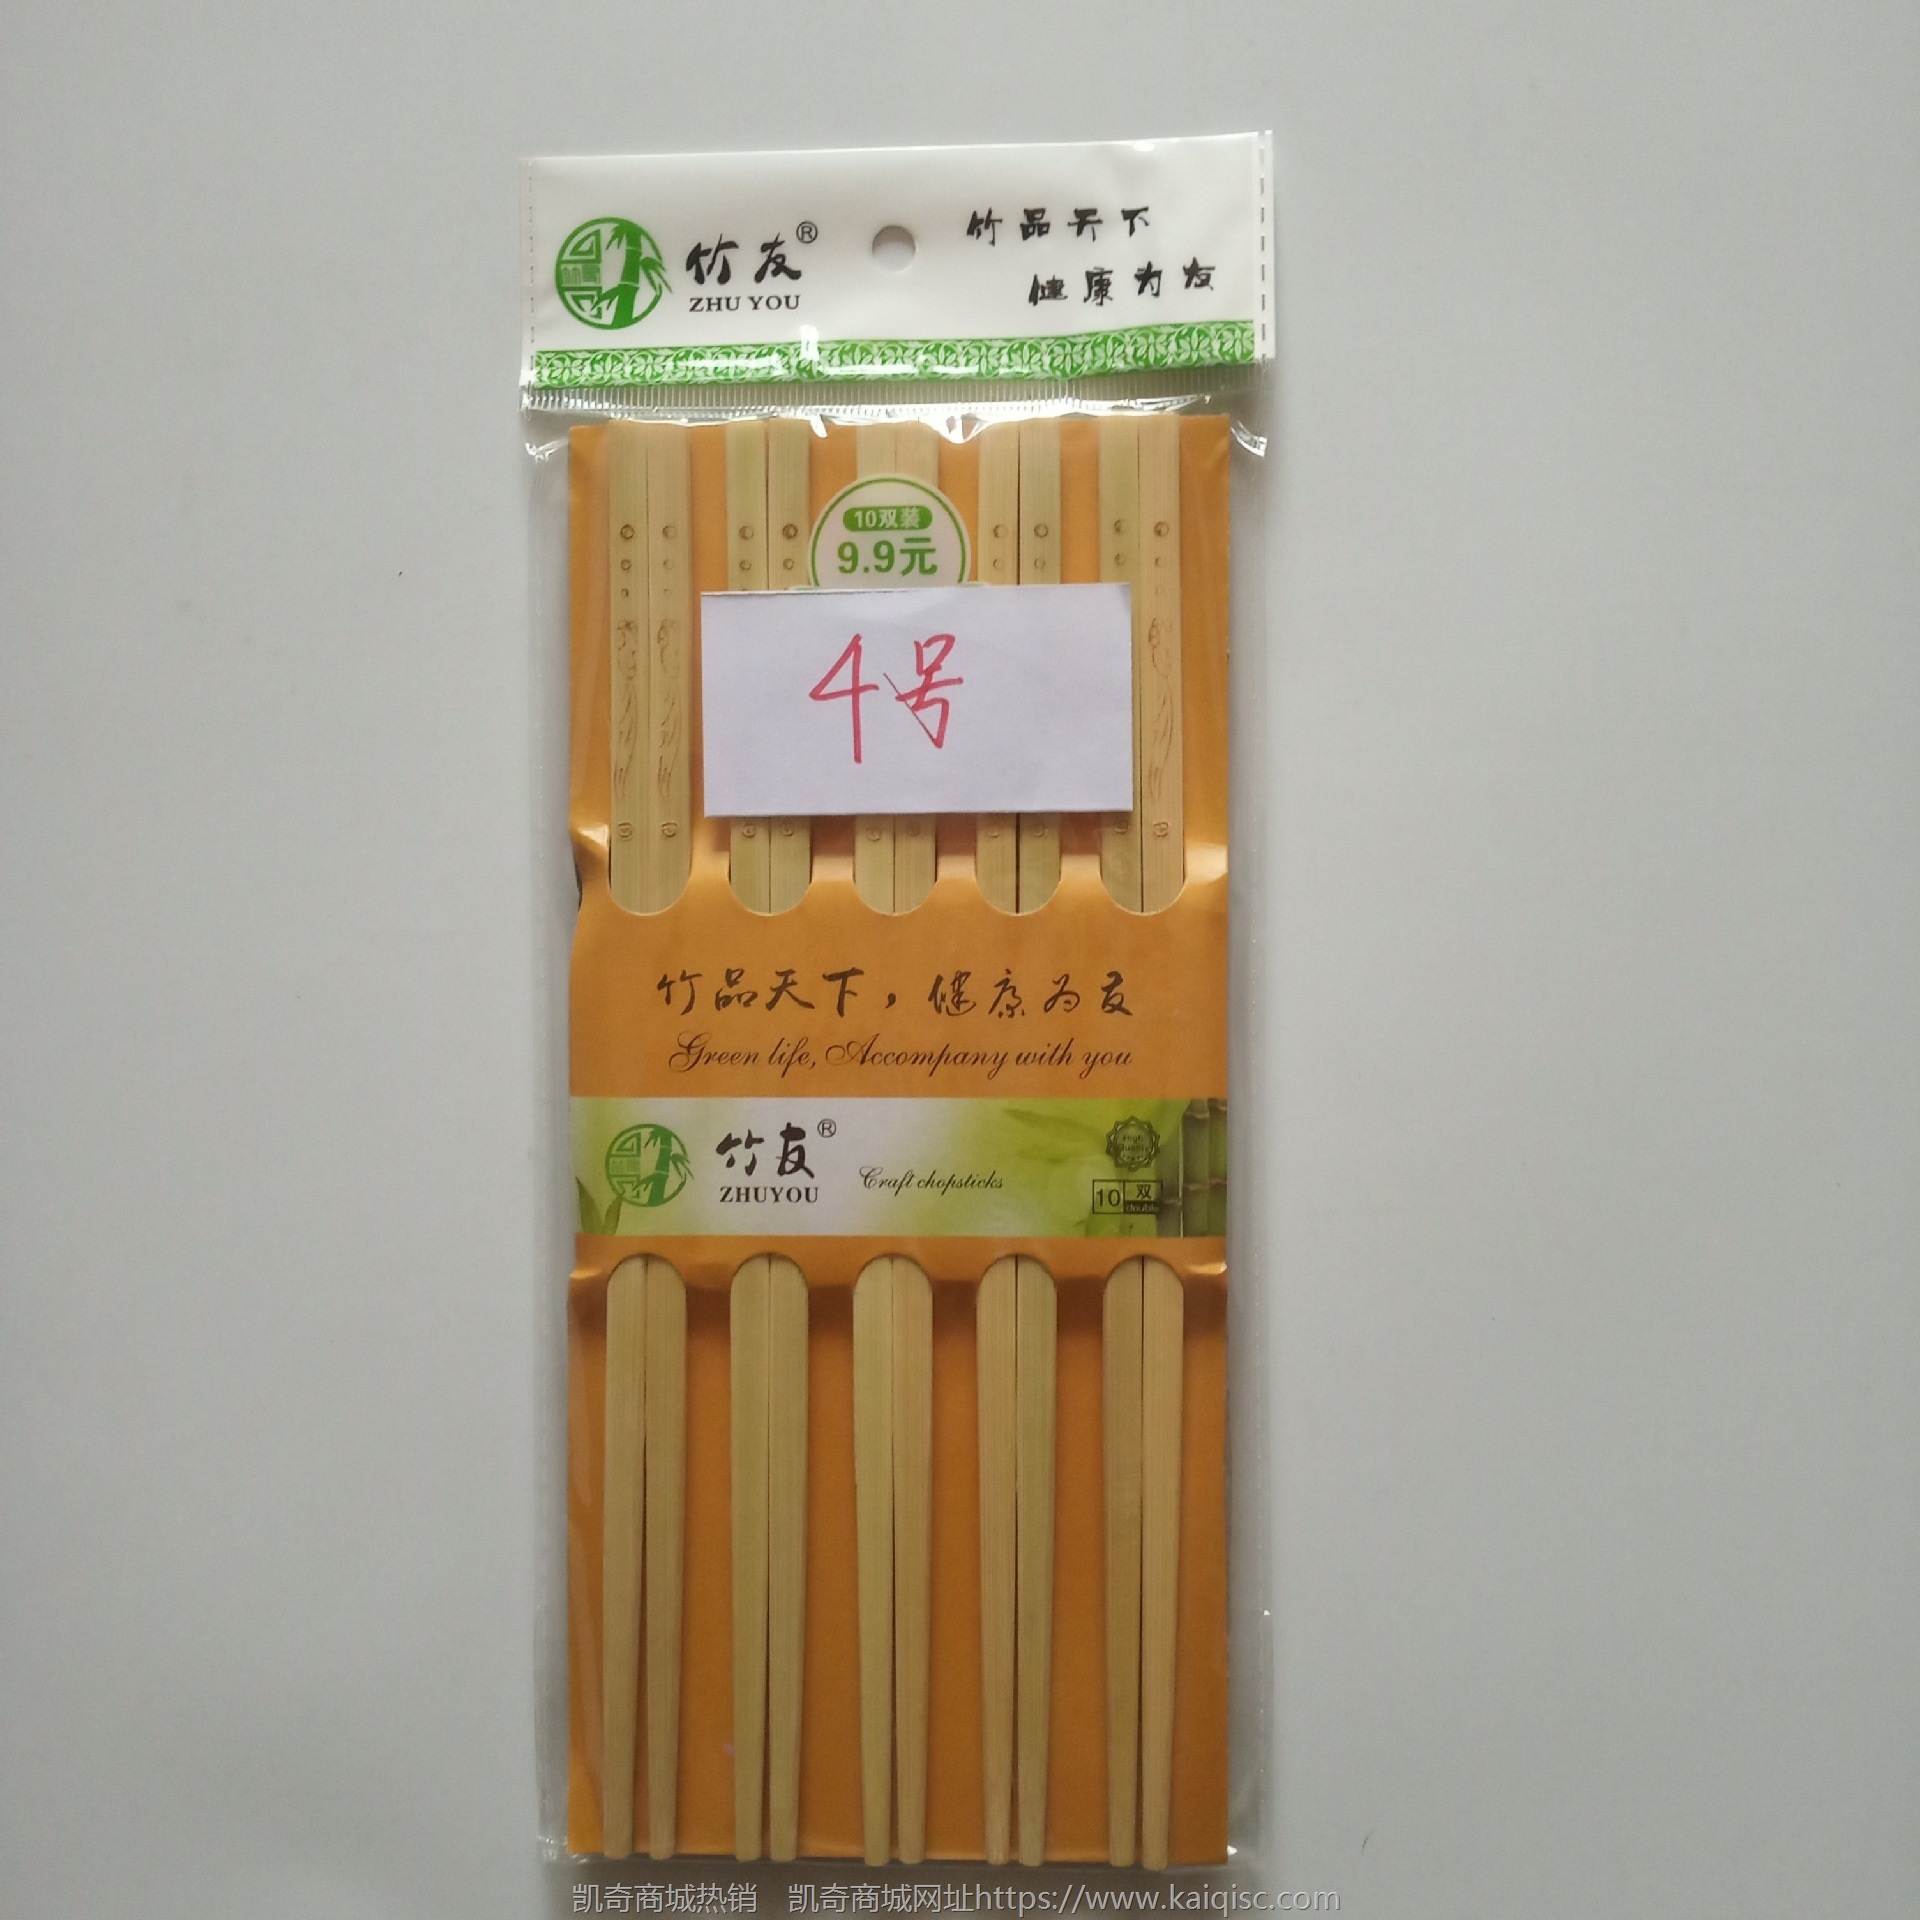 竹友®
ZHU YOU
竹品天下
健康为友
10双装
9.9元
4号
竹品天下，健康为友
Green life, Accompany with you
竹友®
ZHUYOU
Craft chopsticks
High
Quality
10双
double
凯奇商城热销 凯奇商城网址https://www.kaiqisc.com